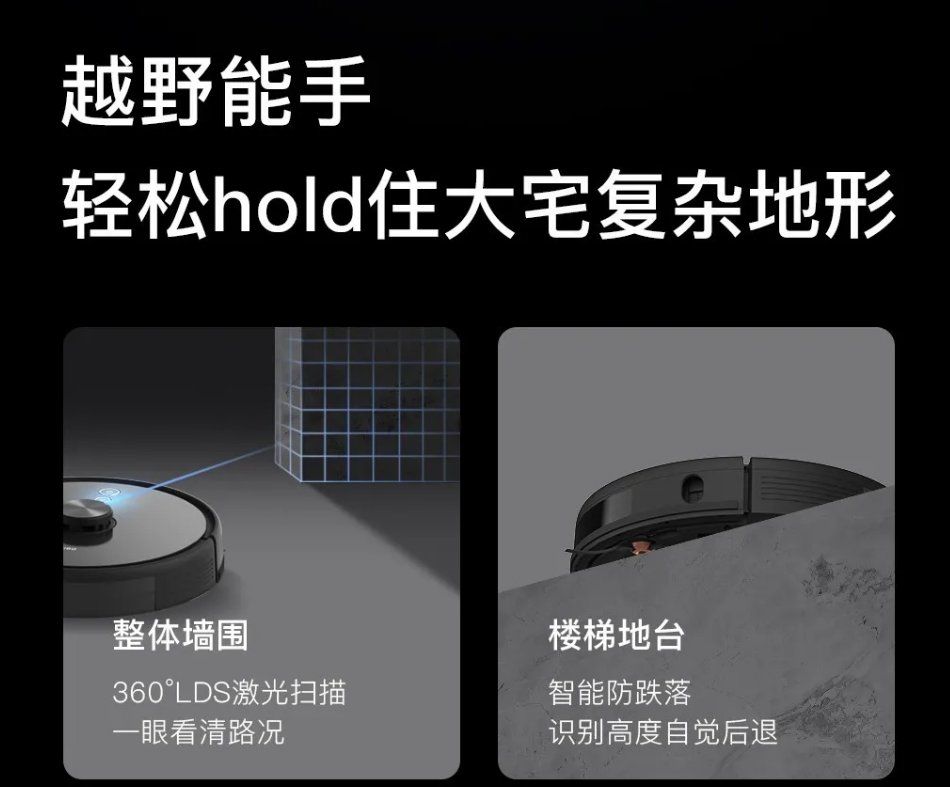 越野能手
轻松hold住大宅复杂地形
整体墙围
360°LDS激光扫描
一眼看清路况
楼梯地台
智能防跌落
识别高度自觉后退